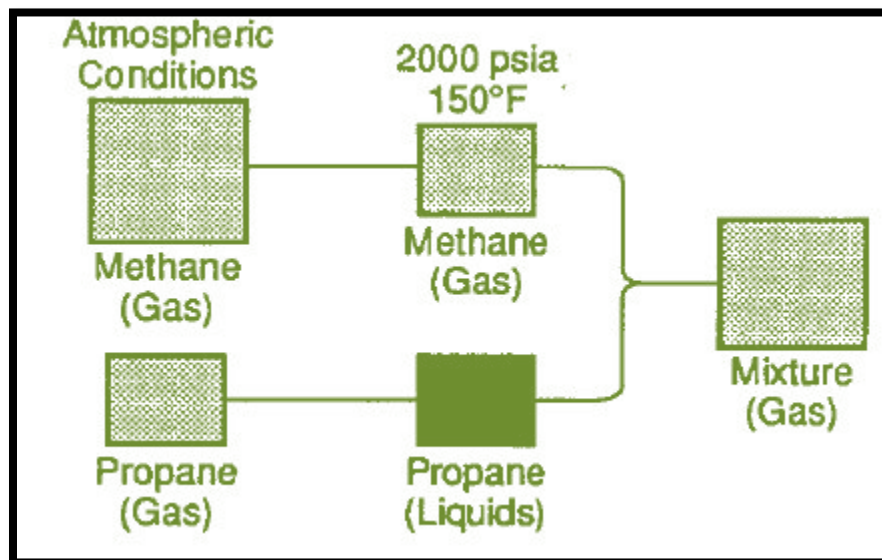 Atmospheric
Conditions
2000 psia
150°F
Methane
(Gas)
Methane
(Gas)
Propane
(Gas)
Propane
(Liquids)
Mixture
(Gas)